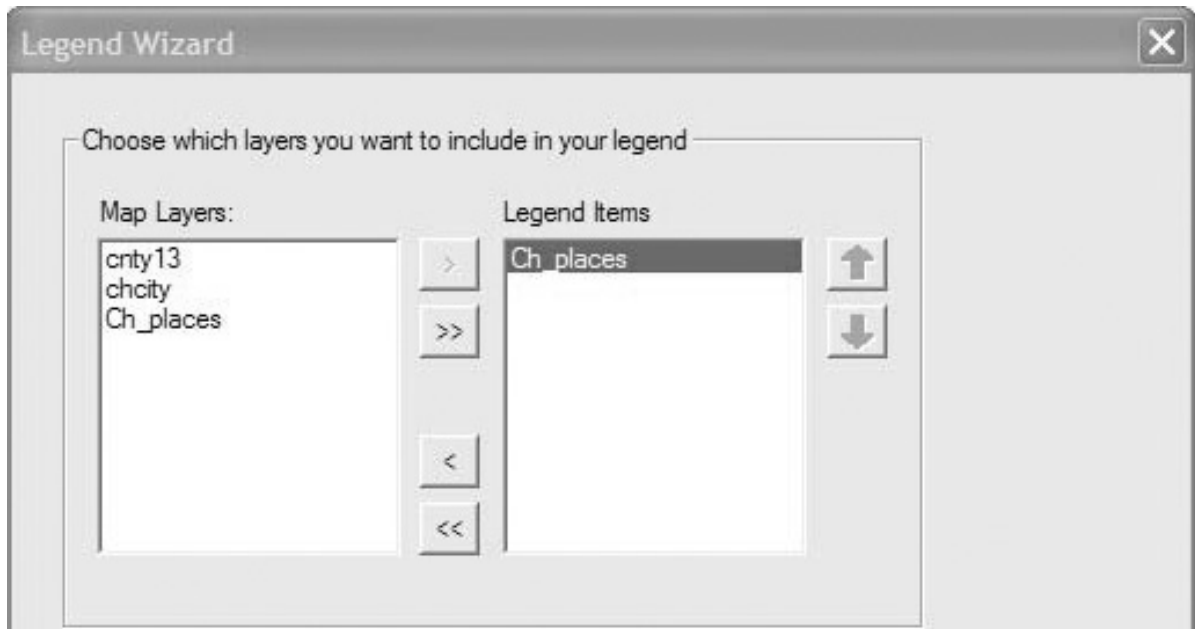 Legend Wizard
Choose which layers you want to include in your legend
Map Layers:
cnty13
chcity
Ch_places
>
>>
<
<<
Legend Items
Ch_places